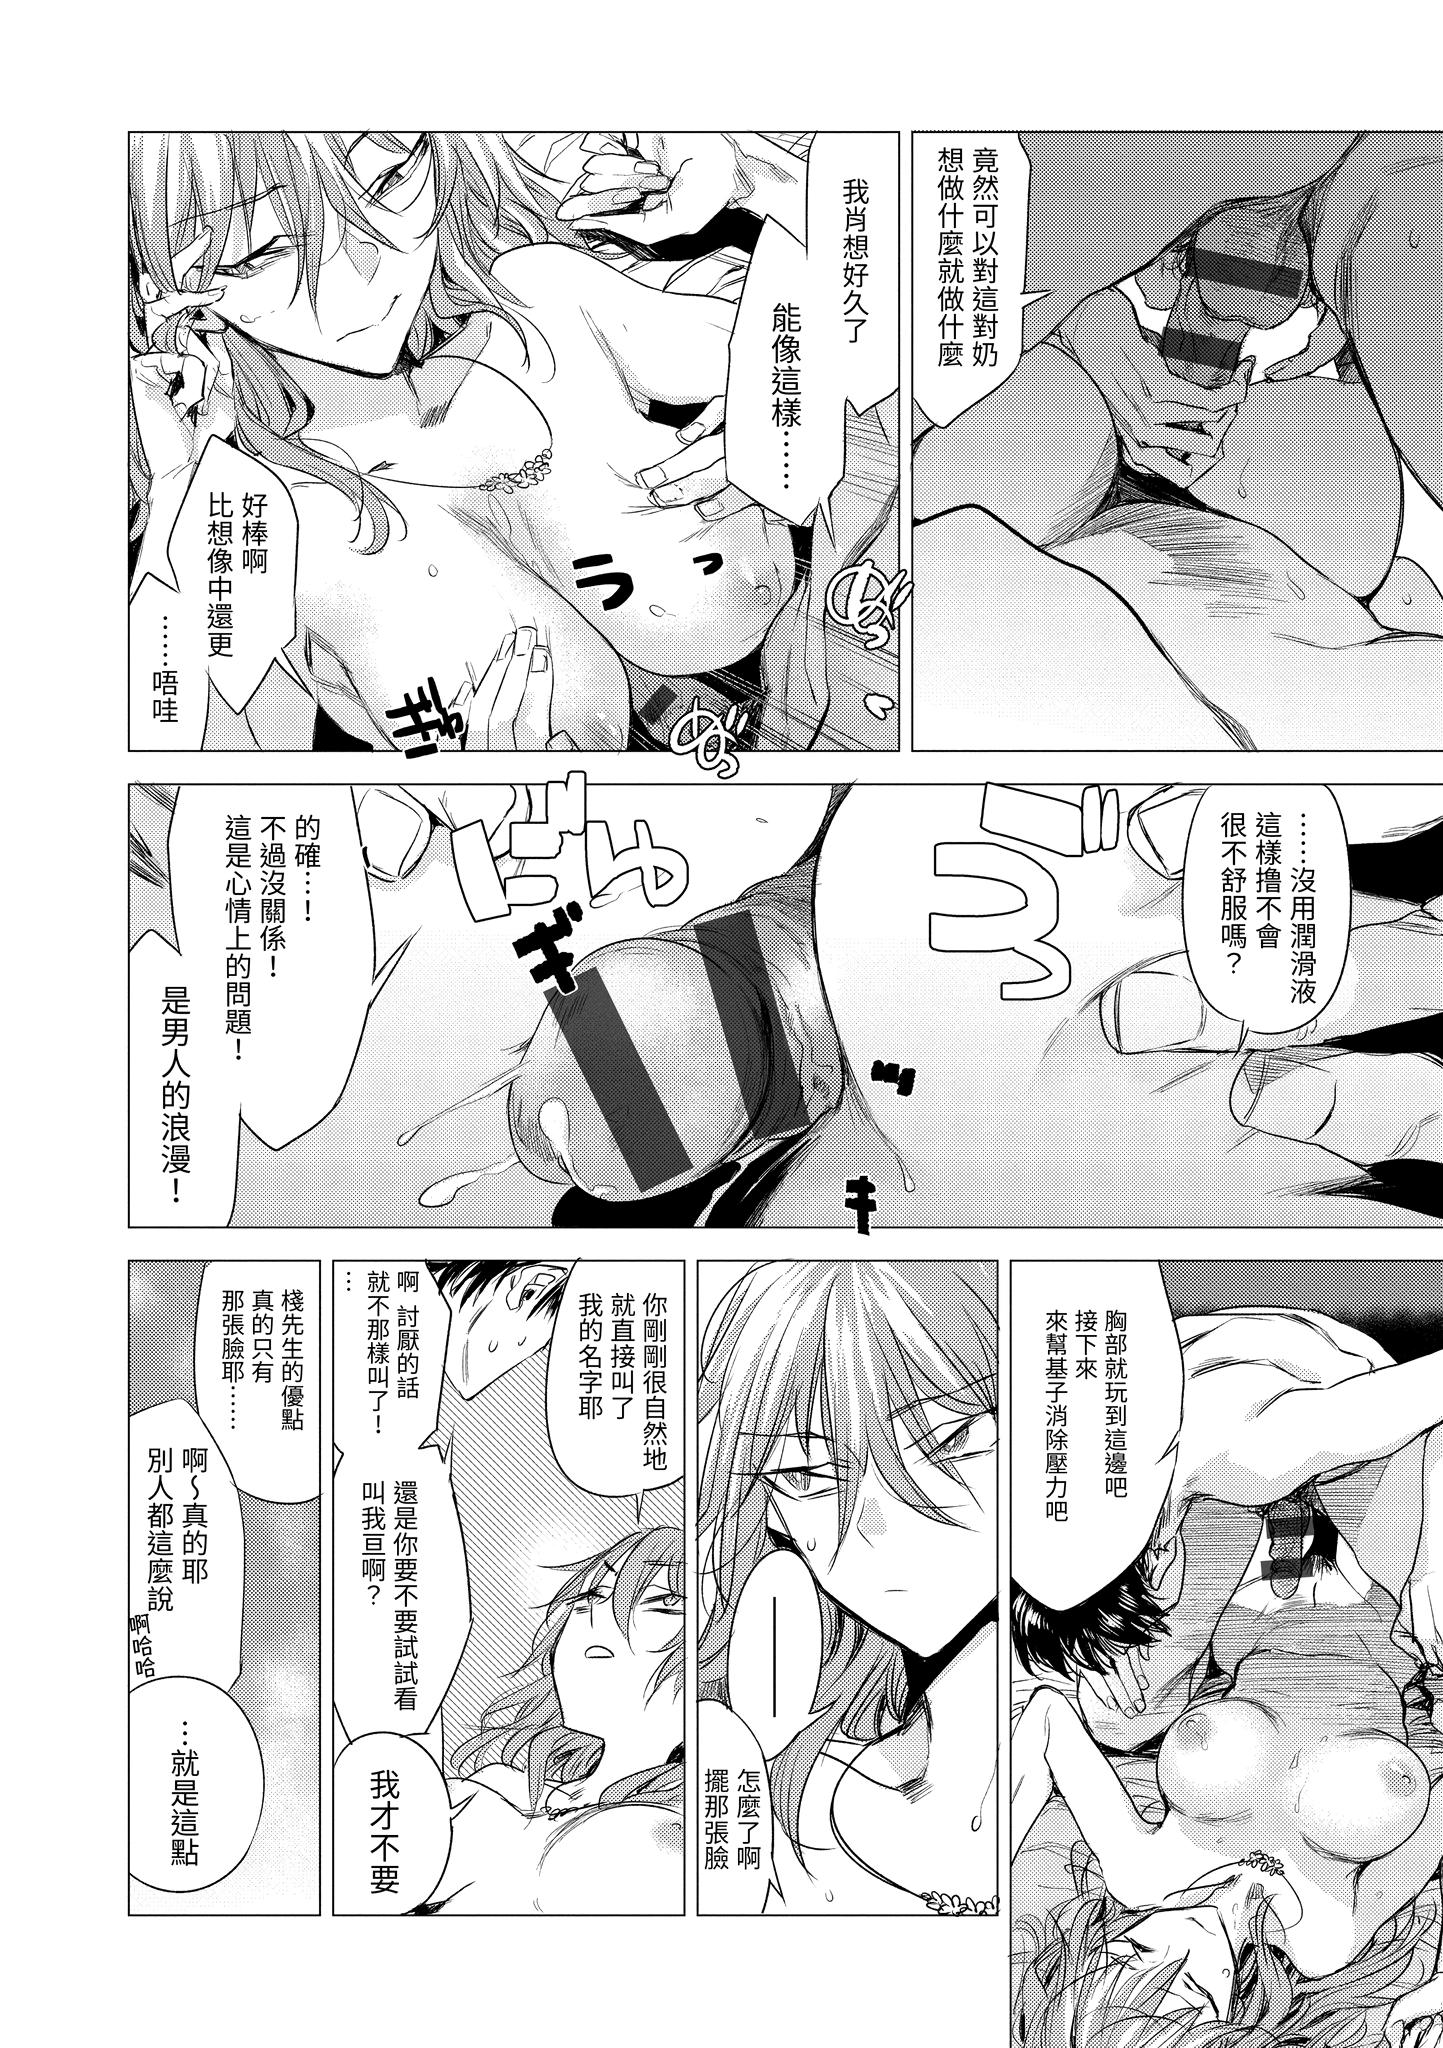 竟然可以對這對奶
想做什麼就做什麼
我肖想好久了
能像這樣……
好棒啊
比想像中還更
……唔哇
……沒用潤滑液
這樣擼不會
很不舒服嗎？
的確…！
不過沒關係！
這是心情上的問題！
是男人的浪漫！
胸部就玩到這邊吧
接下來
來幫基子消除壓力吧
——
怎麼了啊
擺那張臉
你剛剛很自然地
就直接叫了
我的名字耶
啊 討厭的話
就不那樣叫了！
…
還是你要不要試試看
叫我亘啊？
我才不要
棧先生的優點
真的只有
那張臉耶……
啊～真的耶
別人都這麼說
啊哈哈
…就是這點